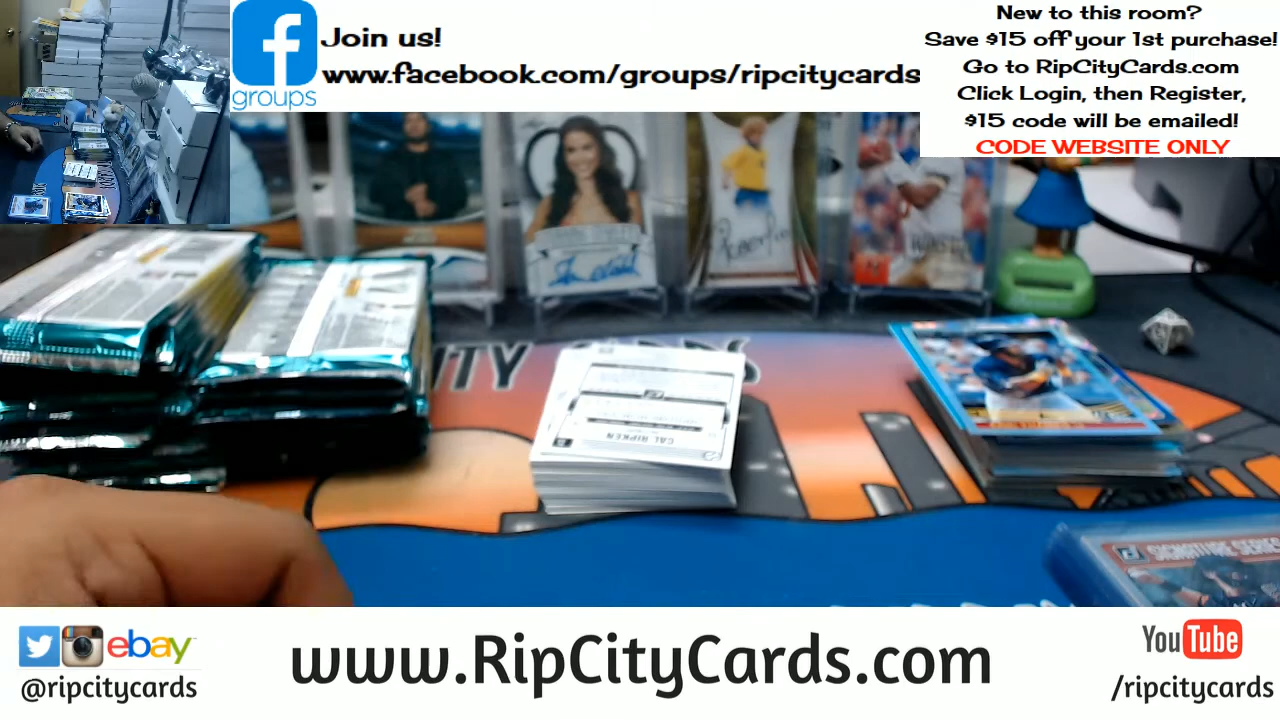 Join us!
www.facebook.com/groups/ripcitycards
groups
New to this room?
Save $15 off your 1st purchase!
Go to RipCityCards.com
Click Login, then Register,
$15 code will be emailed!
CODE WEBSITE ONLY
ITY CARDS
CAL RIPKEN
SIGNATURE SERIES
ebay
@ripcitycards
www.RipCityCards.com
YouTube
/ripcitycards